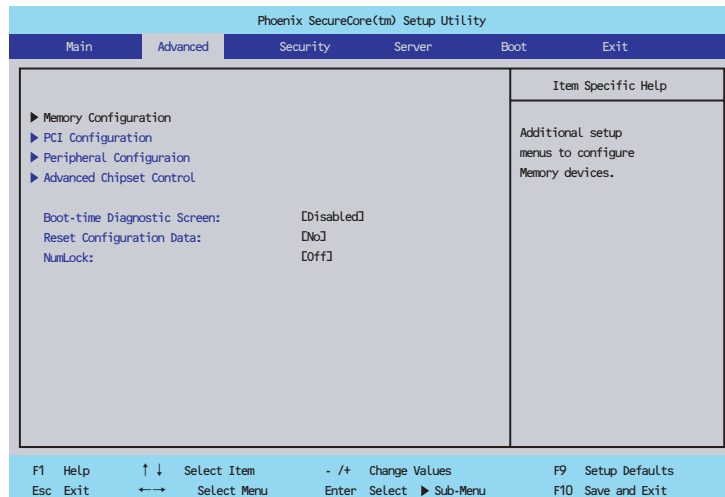 Phoenix SecureCore(tm) Setup Utility
Main Advanced Security Server Boot Exit
Item Specific Help
▶ Memory Configuration
▶ PCI Configuration
▶ Peripheral Configuraion
▶ Advanced Chipset Control
Additional setup
menus to configure
Memory devices.
Boot-time Diagnostic Screen: [Disabled]
Reset Configuration Data: [No]
NumLock: [Off]
F1 Help ↑↓ Select Item - /+ Change Values F9 Setup Defaults
Esc Exit ←→ Select Menu Enter Select ▶ Sub-Menu F10 Save and Exit